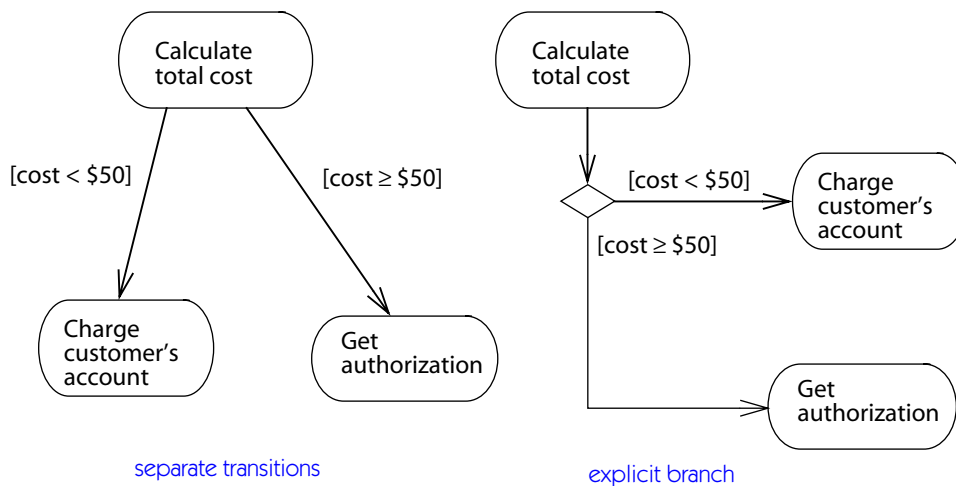 Calculate
total cost
[cost < $50]
[cost ≥ $50]
Charge
customer's
account
Get
authorization
separate transitions
Calculate
total cost
[cost < $50]
Charge
customer's
account
[cost ≥ $50]
Get
authorization
explicit branch